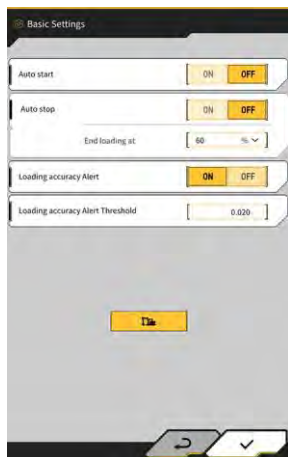 Basic Settings
Auto start ON OFF
Auto stop ON OFF
End loading at 60 %
Loading accuracy Alert ON OFF
Loading accuracy Alert Threshold 0.020